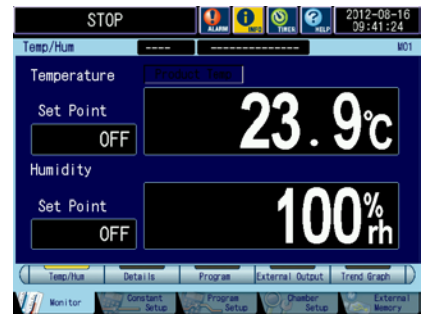 STOP
ALARM INFO TIMER HELP
2012-08-16
09:41:24
Temp/Hum ---- -------------- M01
Temperature Product Temp
Set Point
OFF
23.9℃
Humidity
Set Point
OFF
100%rh
Temp/Hum Details Program External Output Trend Graph
Monitor Constant Setup Program Setup Chamber Setup External Memory